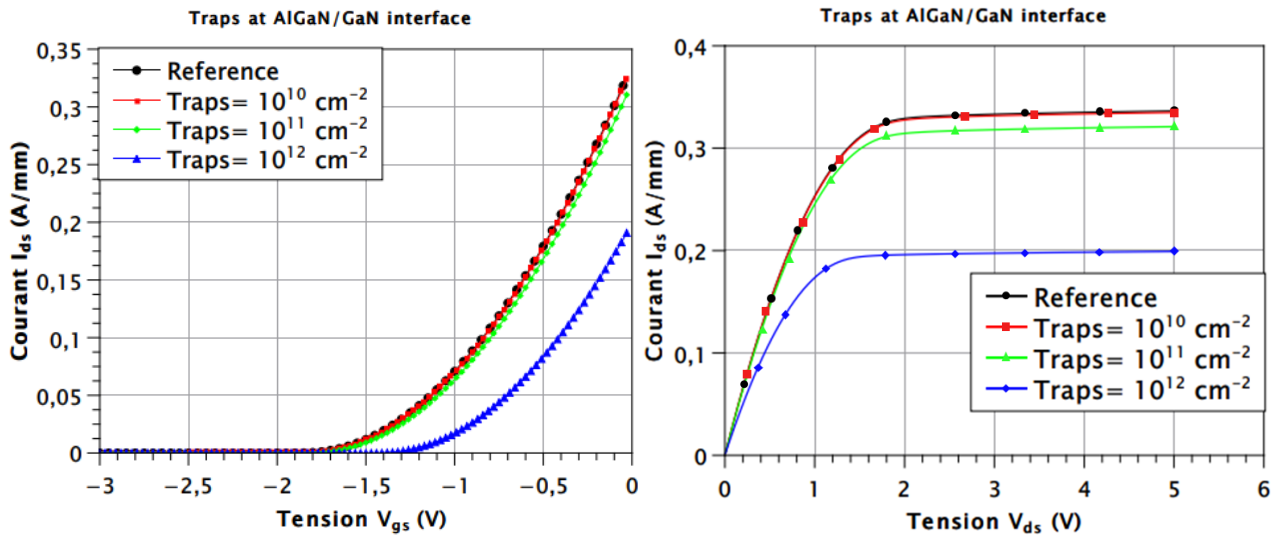 Traps at AlGaN/GaN interface
0,35
0,3
0,25
0,2
0,15
0,1
0,05
0
Courant I_ds (A/mm)
Reference
Traps= 10^10 cm^-2
Traps= 10^11 cm^-2
Traps= 10^12 cm^-2
−3
−2,5
−2
−1,5
−1
−0,5
0
Tension V_gs (V)
Traps at AlGaN/GaN interface
0,4
0,3
0,2
0,1
0
Courant I_ds (A/mm)
Reference
Traps= 10^10 cm^-2
Traps= 10^11 cm^-2
Traps= 10^12 cm^-2
0
1
2
3
4
5
6
Tension V_ds (V)